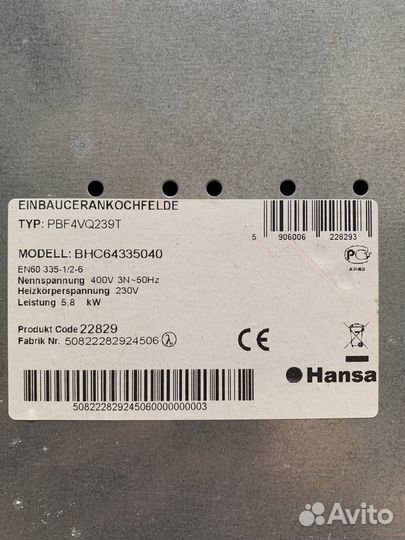 EINBAUCERANKOCHFELDE
TYP: PBF4VQ239T
5 906006 228293
MODELL: BHC64335040
EN60 335-1/2-6
Nennspannung 400V 3N~50Hz
Heizkörperspannung 230V
Leistung 5,8 kW
Produkt Code 22829
Fabrik Nr. 50822282924506 λ
CE
Hansa
508222829245060000000003
Avito